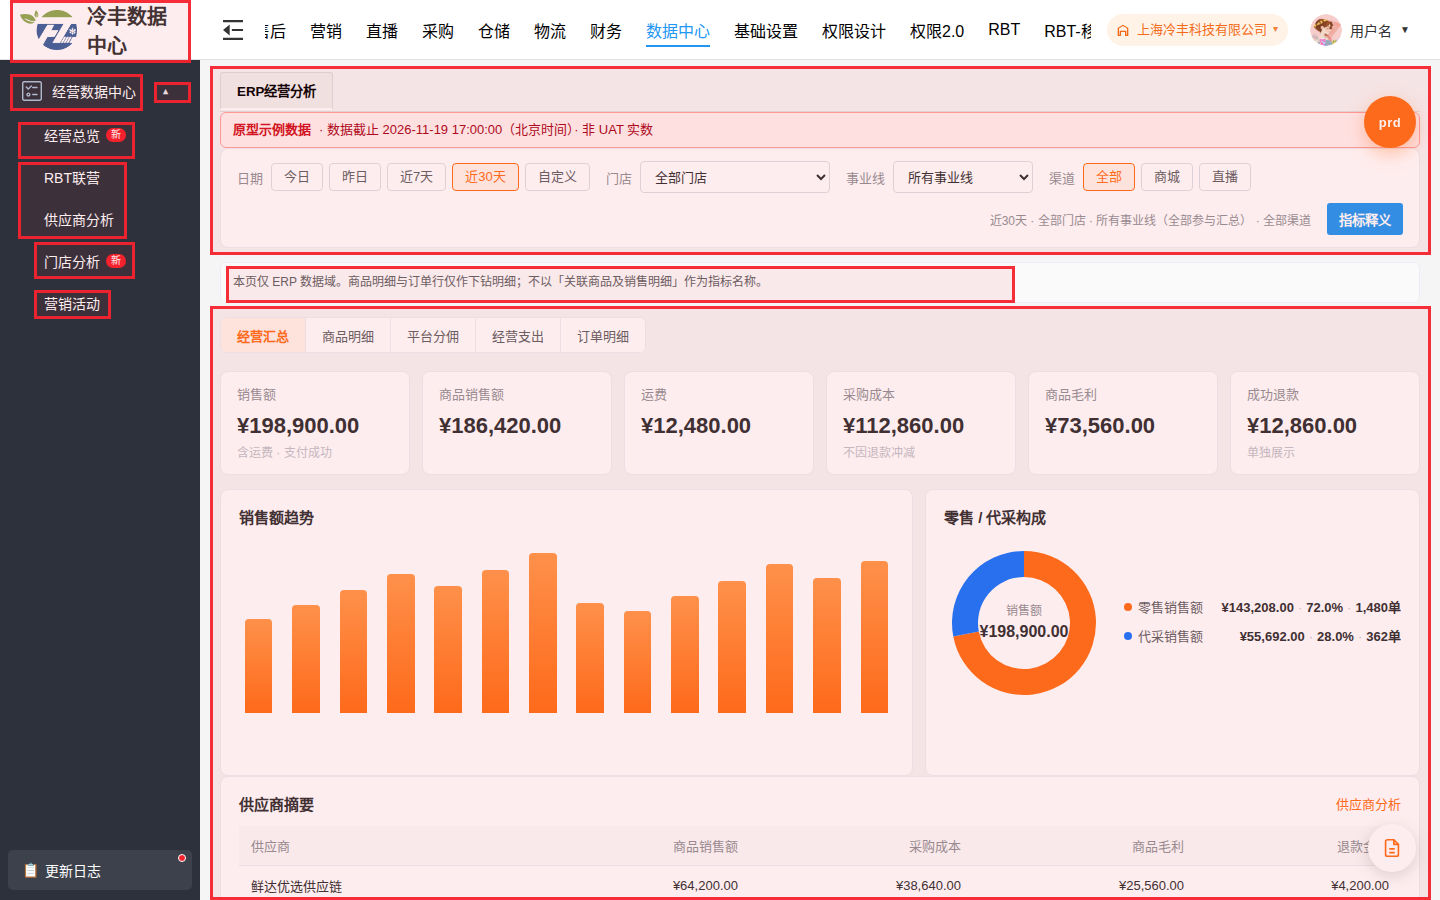 冷丰数据
中心
售后 营销 直播 采购 仓储 物流 财务 数据中心 基础设置 权限设计 权限2.0 RBT RBT-移
上海冷丰科技有限公司 ▾
用户名 ▼
经营数据中心 ▲
经营总览 新
RBT联营
供应商分析
门店分析 新
营销活动
更新日志
ERP经营分析
prd
原型示例数据 · 数据截止 2026-11-19 17:00:00（北京时间）· 非 UAT 实数
日期 今日 昨日 近7天 近30天 自定义 门店 全部门店 事业线 所有事业线 渠道 全部 商城 直播
近30天 · 全部门店 · 所有事业线（全部参与汇总） · 全部渠道 指标释义
本页仅 ERP 数据域。商品明细与订单行仅作下钻明细；不以「关联商品及销售明细」作为指标名称。
经营汇总 商品明细 平台分佣 经营支出 订单明细
销售额 商品销售额 运费 采购成本 商品毛利 成功退款
¥198,900.00 ¥186,420.00 ¥12,480.00 ¥112,860.00 ¥73,560.00 ¥12,860.00
含运费 · 支付成功 不因退款冲减 单独展示
销售额趋势
零售 / 代采构成
销售额
¥198,900.00
零售销售额 ¥143,208.00 · 72.0% · 1,480单
代采销售额 ¥55,692.00 · 28.0% · 362单
供应商摘要 供应商分析
供应商 商品销售额 采购成本 商品毛利 退款
鲜达优选供应链 ¥64,200.00 ¥38,640.00 ¥25,560.00 ¥4,200.00